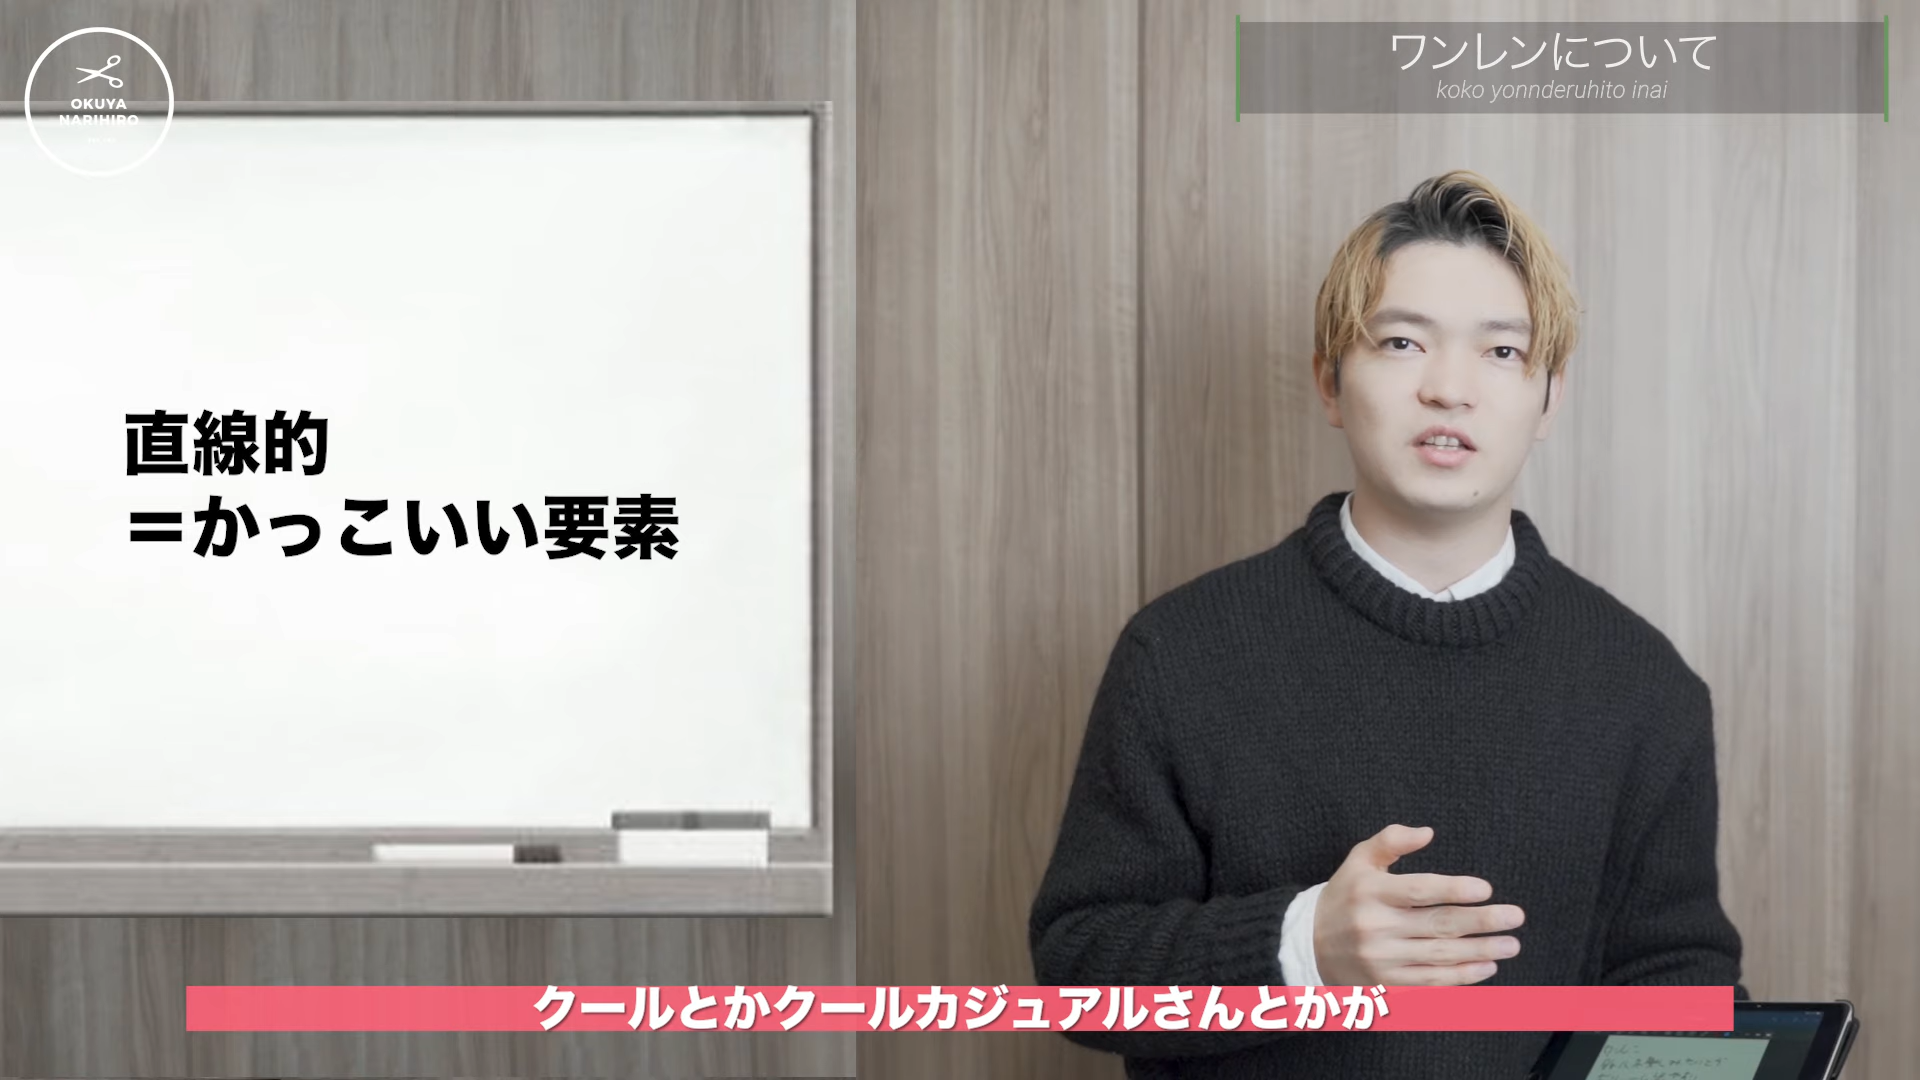 OKUYA
NARIHIRO
ワンレンについて
koko yonnderuhito inai
直線的
＝かっこいい要素
クールとかクールカジュアルさんとかが